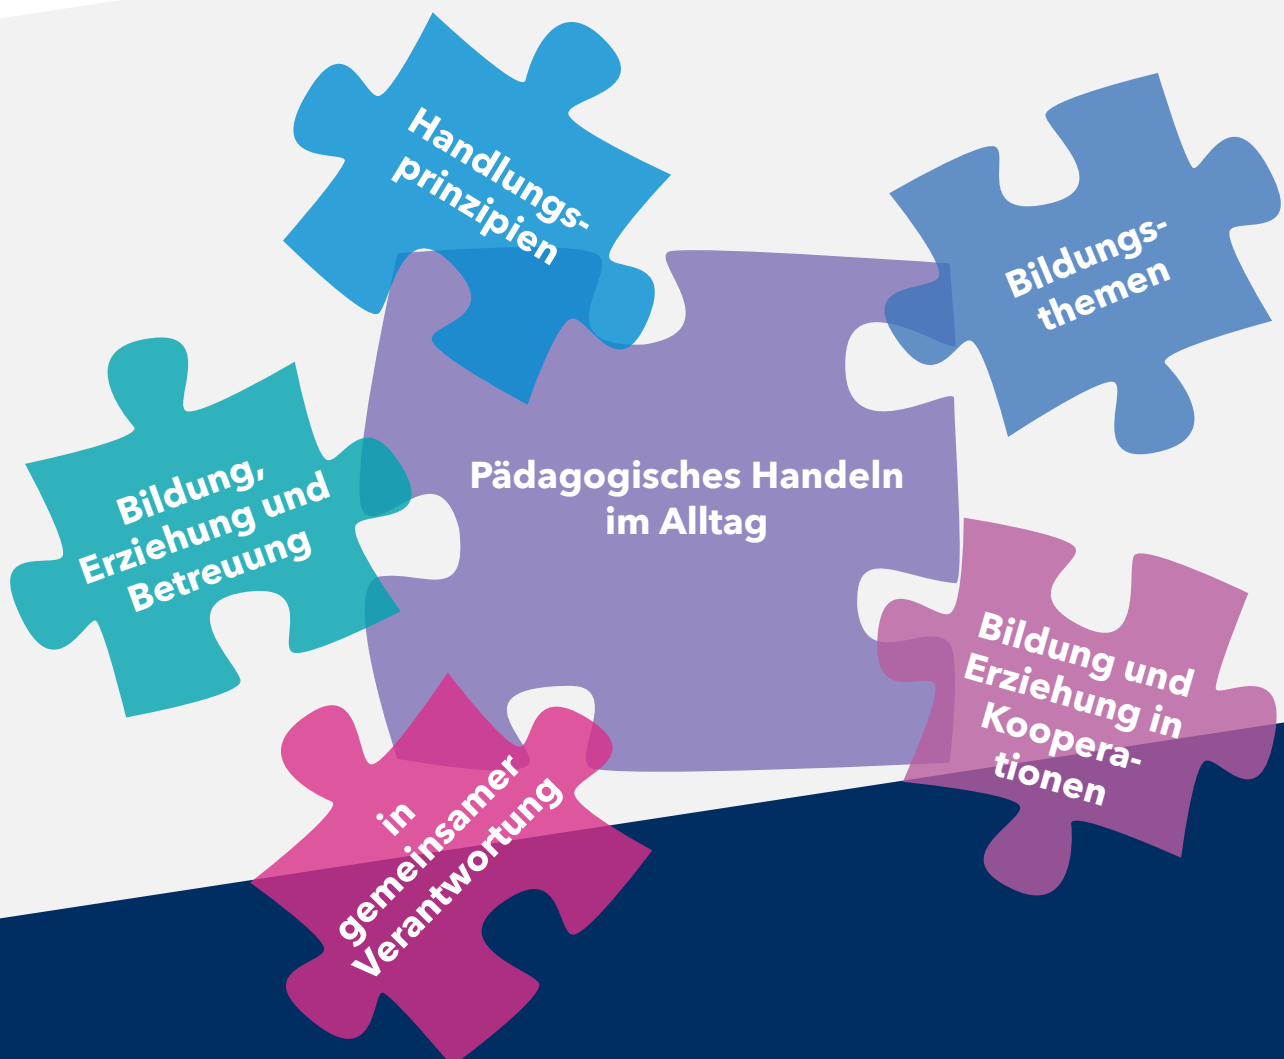 Handlungs-
prinzipien
Bildungs-
themen
Bildung,
Erziehung und
Betreuung
Pädagogisches Handeln
im Alltag
Bildung und
Erziehung in
Koopera-
tionen
in
gemeinsamer
Verantwortung